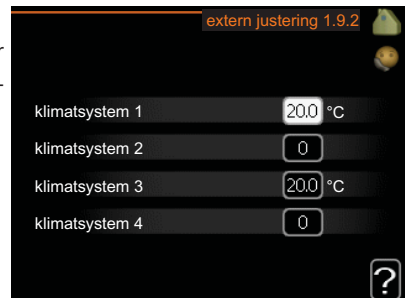 extern justering 1.9.2
klimatsystem 1 20.0 °C
klimatsystem 2 0
klimatsystem 3 20.0 °C
klimatsystem 4 0
?